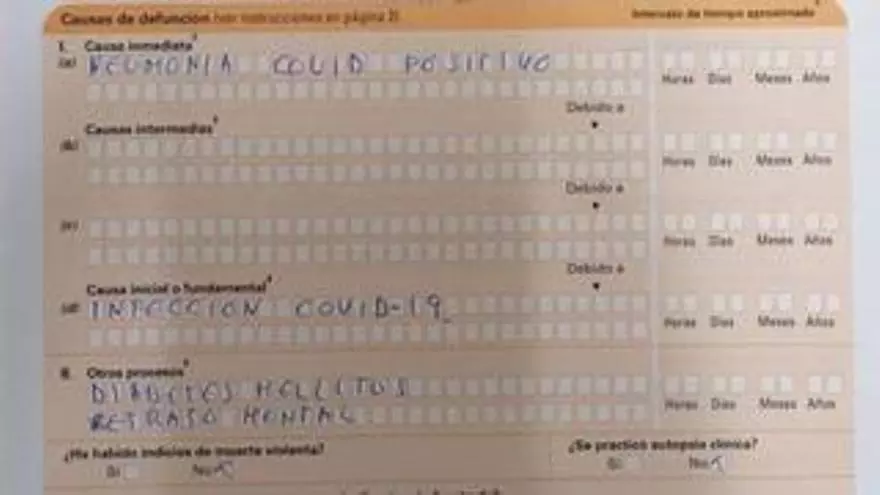 Causas de defunción (ver instrucciones en página 2)
Intervalo de tiempo aproximado
I. Causa inmediata
(a) NEUMONIA COVID POSITIVO
Horas Días Meses Años
Debido a
Causas intermedias
(b)
Horas Días Meses Años
Debido a
(c)
Horas Días Meses Años
Debido a
Causa inicial o fundamental
(d) INFECCION COVID-19
Horas Días Meses Años
II. Otros procesos
DIABETES MELLITUS
RETRASO MENTAL
Horas Días Meses Años
¿Ha habido indicios de muerte violenta?
Sí No
¿Se practicó autopsia clínica?
Sí No